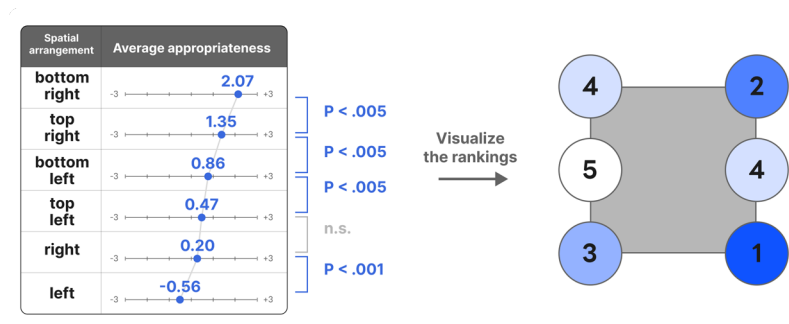 Spatial
arrangement
Average appropriateness
bottom
right
-3
2.07
+3
P < .005
top
right
-3
1.35
+3
P < .005
bottom
left
-3
0.86
+3
P < .005
top
left
-3
0.47
+3
n.s.
right
-3
0.20
+3
P < .001
left
-3
-0.56
+3
Visualize
the rankings
4
2
5
4
3
1